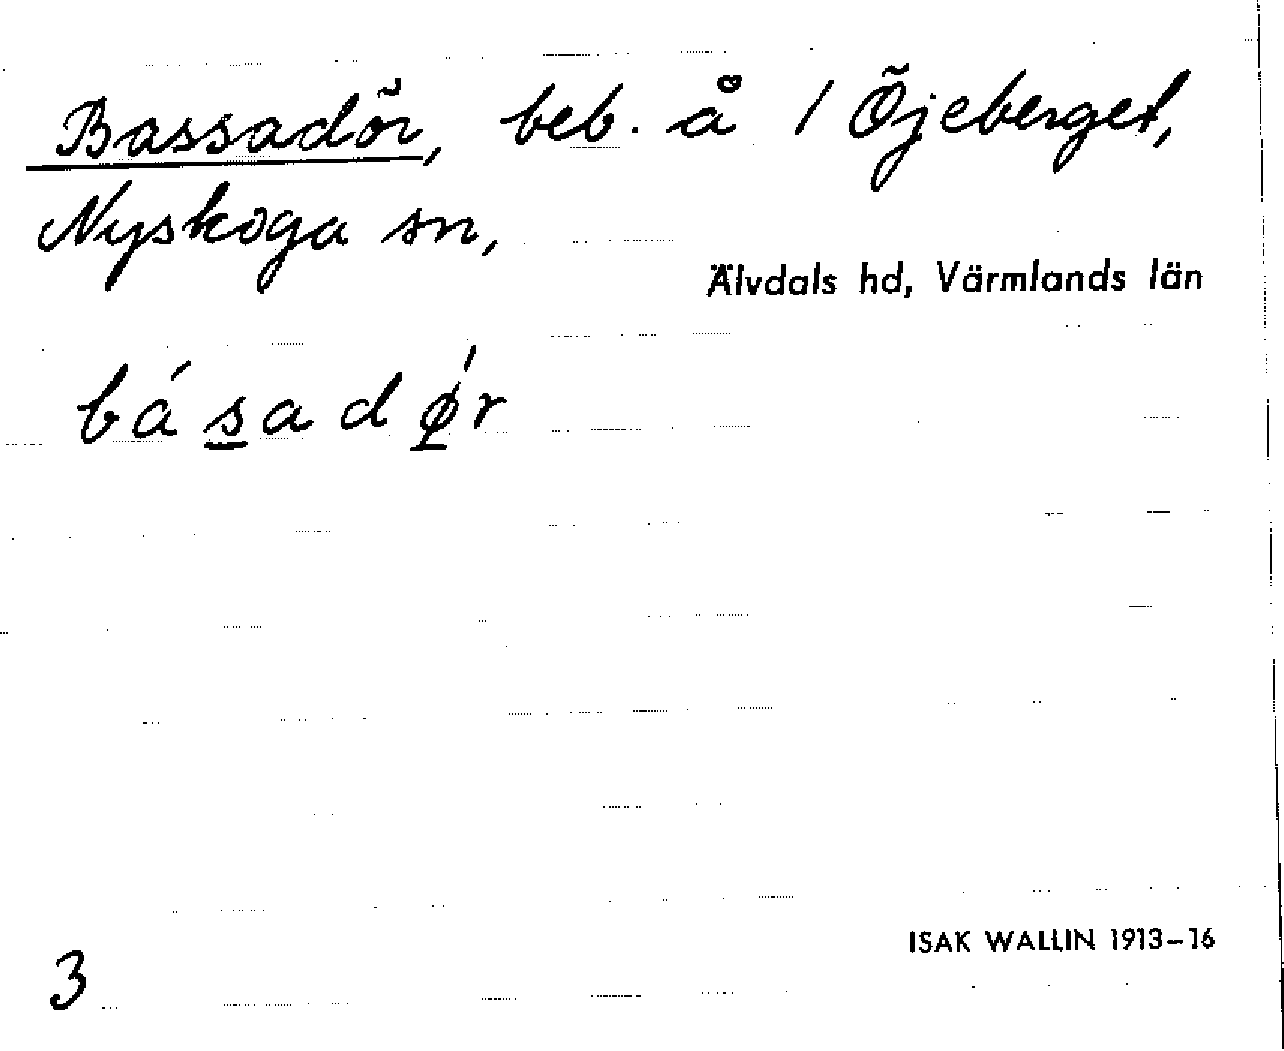 Bassadör, beb. å 1 Öjeberget,
Nyskoga sn,
Älvdals hd, Värmlands län
básadǿr
3
ISAK WALLIN 1913–16